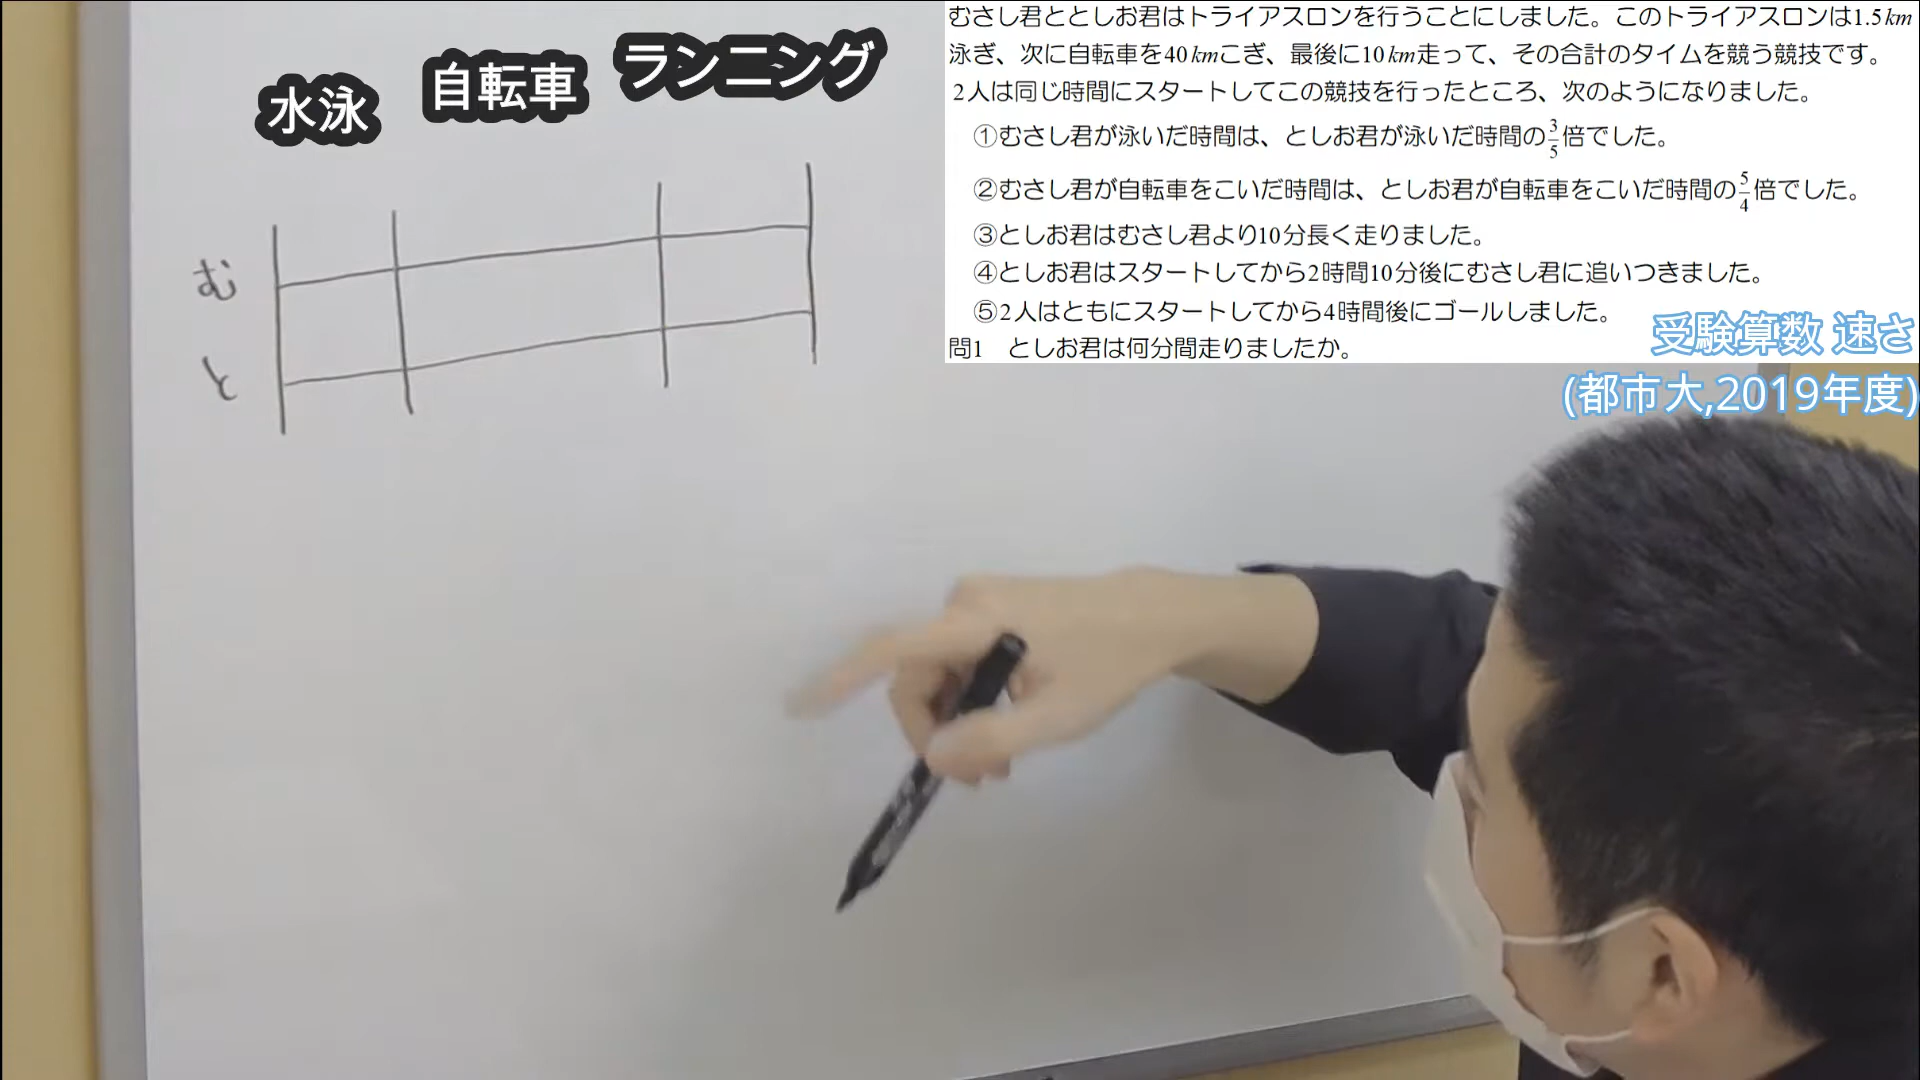 水泳
自転車
ランニング
む
と
むさし君ととしお君はトライアスロンを行うことにしました。このトライアスロンは1.5km
泳ぎ、次に自転車を40kmこぎ、最後に10km走って、その合計のタイムを競う競技です。
2人は同じ時間にスタートしてこの競技を行ったところ、次のようになりました。
①むさし君が泳いだ時間は、としお君が泳いだ時間の3/5倍でした。
②むさし君が自転車をこいだ時間は、としお君が自転車をこいだ時間の5/4倍でした。
③としお君はむさし君より10分長く走りました。
④としお君はスタートしてから2時間10分後にむさし君に追いつきました。
⑤2人はともにスタートしてから4時間後にゴールしました。
問1 としお君は何分間走りましたか。
受験算数 速さ
(都市大,2019年度)